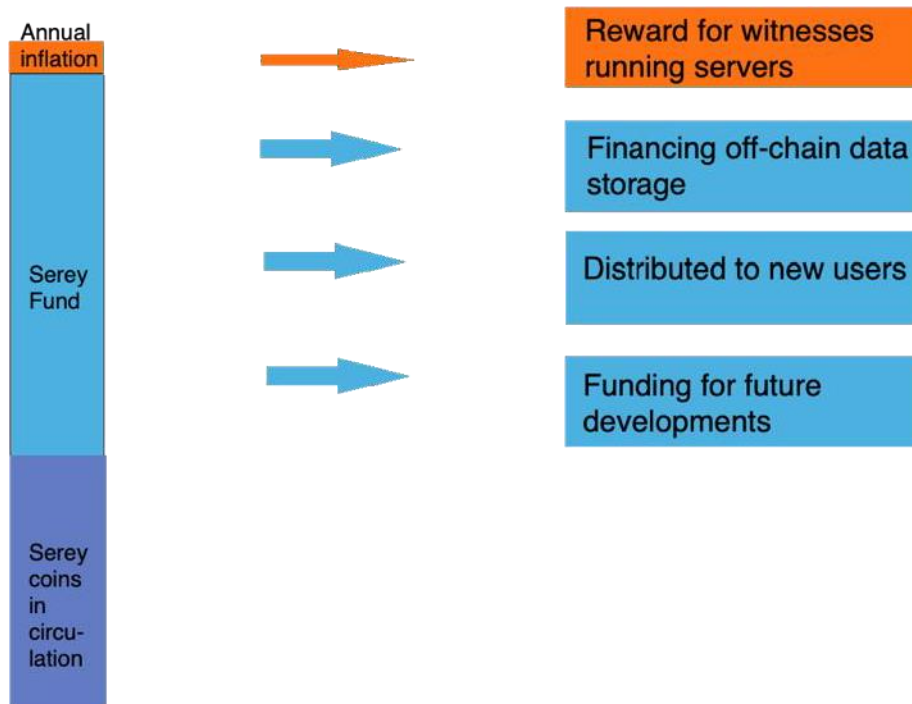 Annual
inflation
Reward for witnesses
running servers
Financing off-chain data
storage
Serey
Fund
Distributed to new users
Funding for future
developments
Serey
coins
in
circu-
lation